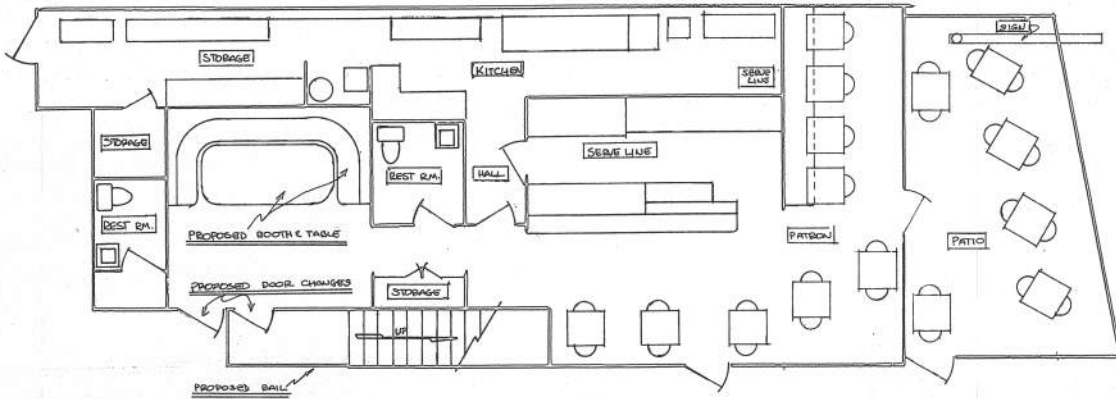 SIGN
STORAGE
KITCHEN
SERVE
LINE
STORAGE
SERVE LINE
REST RM.
HALL
REST RM.
PROPOSED BOOTH & TABLE
PATRON
PATIO
PROPOSED DOOR CHANGES
STORAGE
UP
PROPOSED RAIL